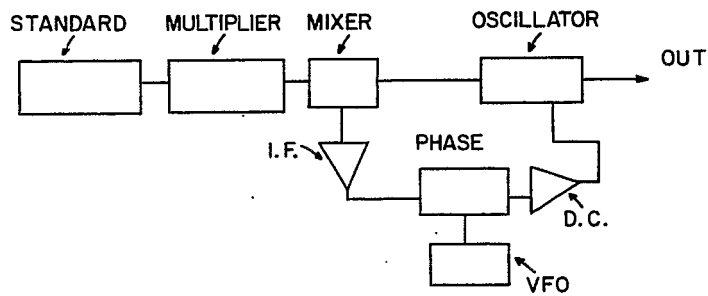 STANDARD
MULTIPLIER
MIXER
OSCILLATOR
OUT
I.F.
PHASE
D.C.
VFO